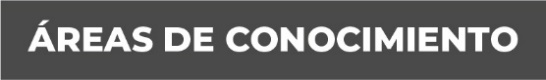 ÁREAS DE CONOCIMIENTO